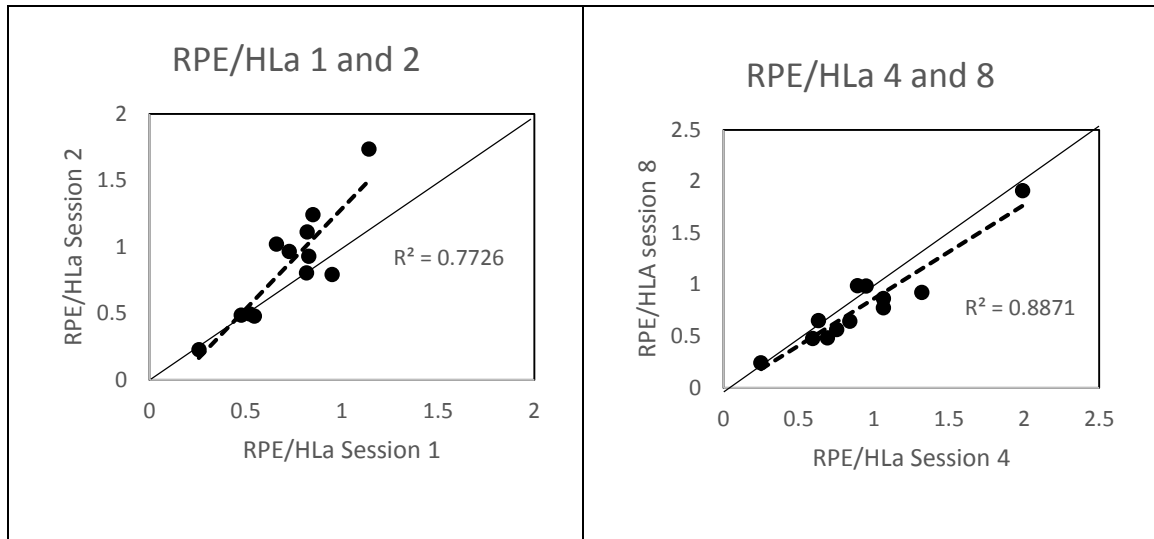 RPE/HLa 1 and 2
2
1.5
1
0.5
0
0
0.5
1
1.5
2
RPE/HLa Session 2
RPE/HLa Session 1
R² = 0.7726
RPE/HLa 4 and 8
2.5
2
1.5
1
0.5
0
0
0.5
1
1.5
2
2.5
RPE/HLA session 8
RPE/HLa Session 4
R² = 0.8871